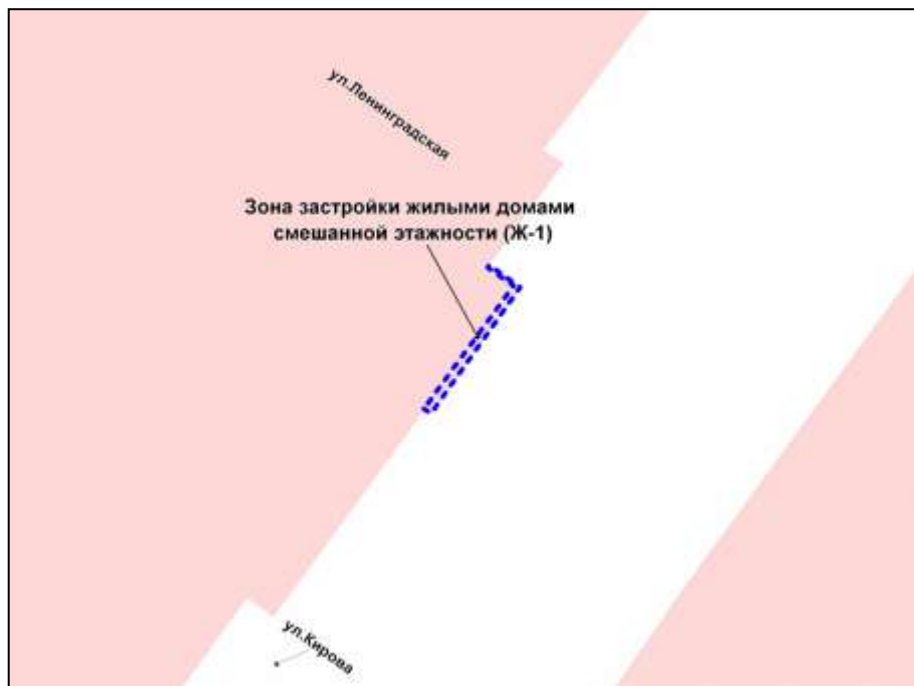 ул.Ленинградская
Зона застройки жилыми домами
смешанной этажности (Ж-1)
ул.Кирова